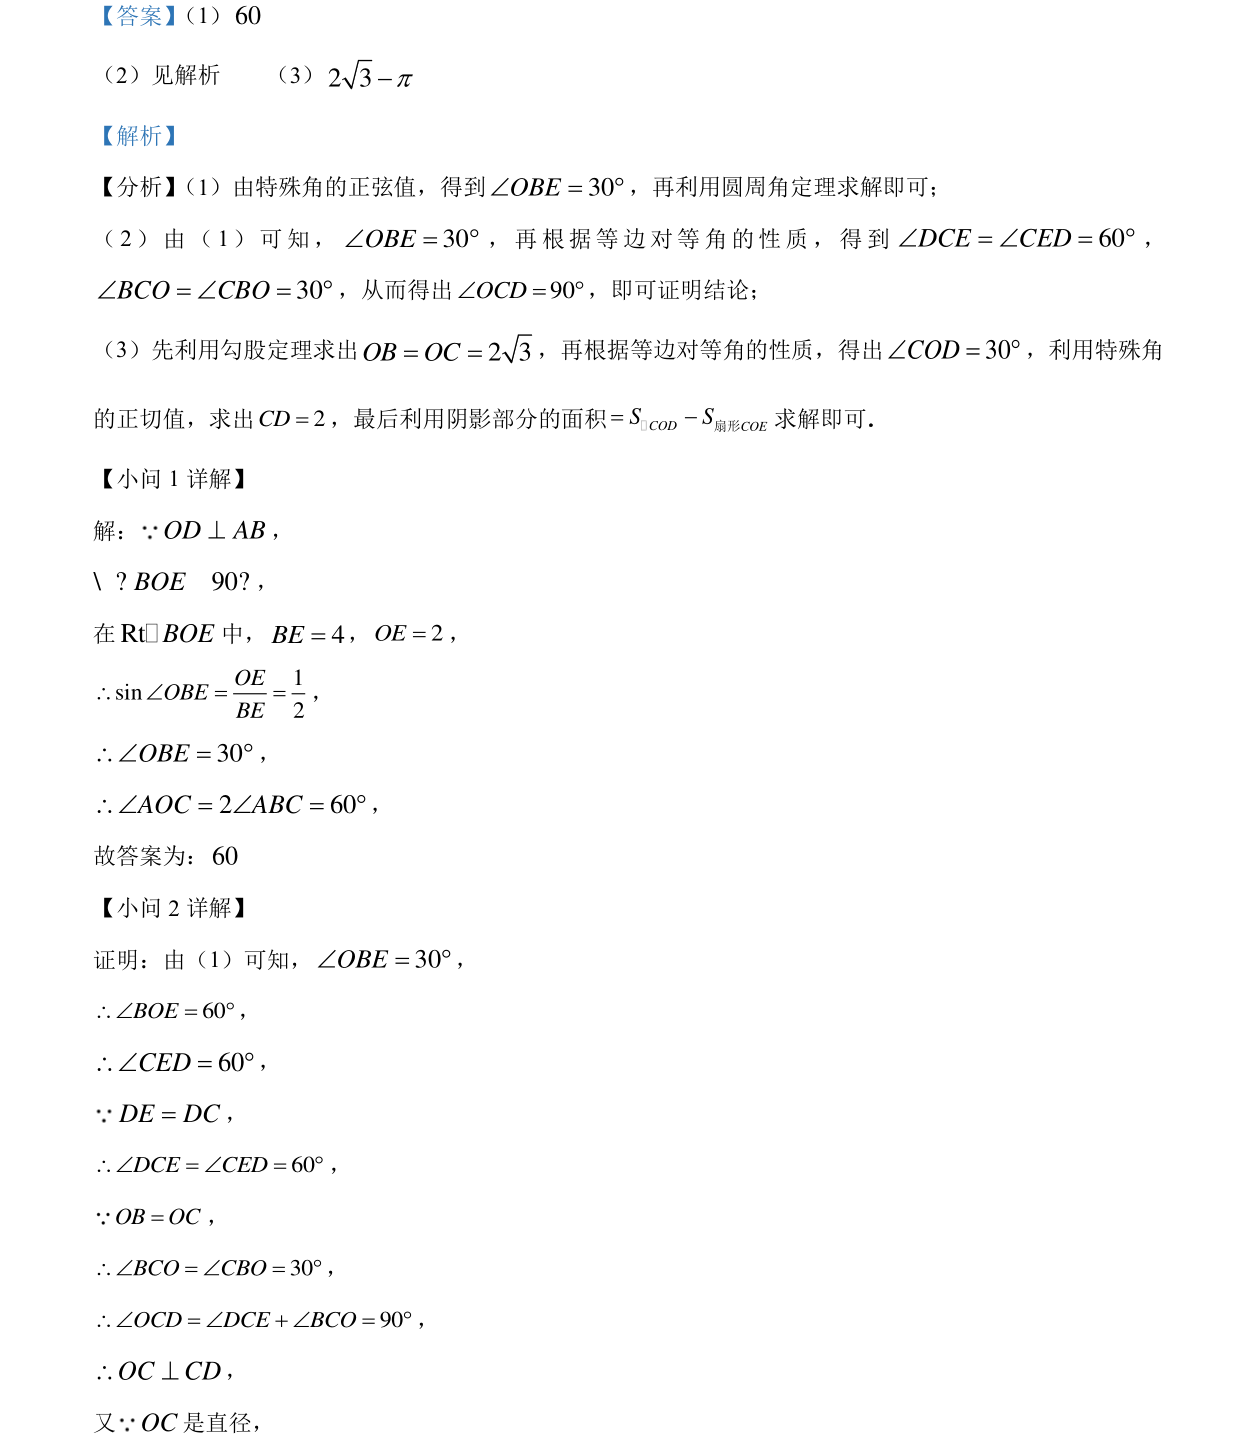 【答案】（1）60
（2）见解析 （3）2√3−π
【解析】
【分析】（1）由特殊角的正弦值，得到∠OBE＝30°，再利用圆周角定理求解即可；
（2）由（1）可知，∠OBE＝30°，再根据等边对等角的性质，得到∠DCE＝∠CED＝60°，
∠BCO＝∠CBO＝30°，从而得出∠OCD＝90°，即可证明结论；
（3）先利用勾股定理求出OB＝OC＝2√3，再根据等边对等角的性质，得出∠COD＝30°，利用特殊角
的正切值，求出CD＝2，最后利用阴影部分的面积＝S□COD−S扇形COE求解即可．
【小问1详解】
解：∵OD⊥AB，
\ ?BOE 90?，
在Rt□BOE中，BE＝4，OE＝2，
∴sin∠OBE＝OE/BE＝1/2，
∴∠OBE＝30°，
∴∠AOC＝2∠ABC＝60°，
故答案为：60
【小问2详解】
证明：由（1）可知，∠OBE＝30°，
∴∠BOE＝60°，
∴∠CED＝60°，
∵DE＝DC，
∴∠DCE＝∠CED＝60°，
∵OB＝OC，
∴∠BCO＝∠CBO＝30°，
∴∠OCD＝∠DCE+∠BCO＝90°，
∴OC⊥CD，
又∵OC是直径，